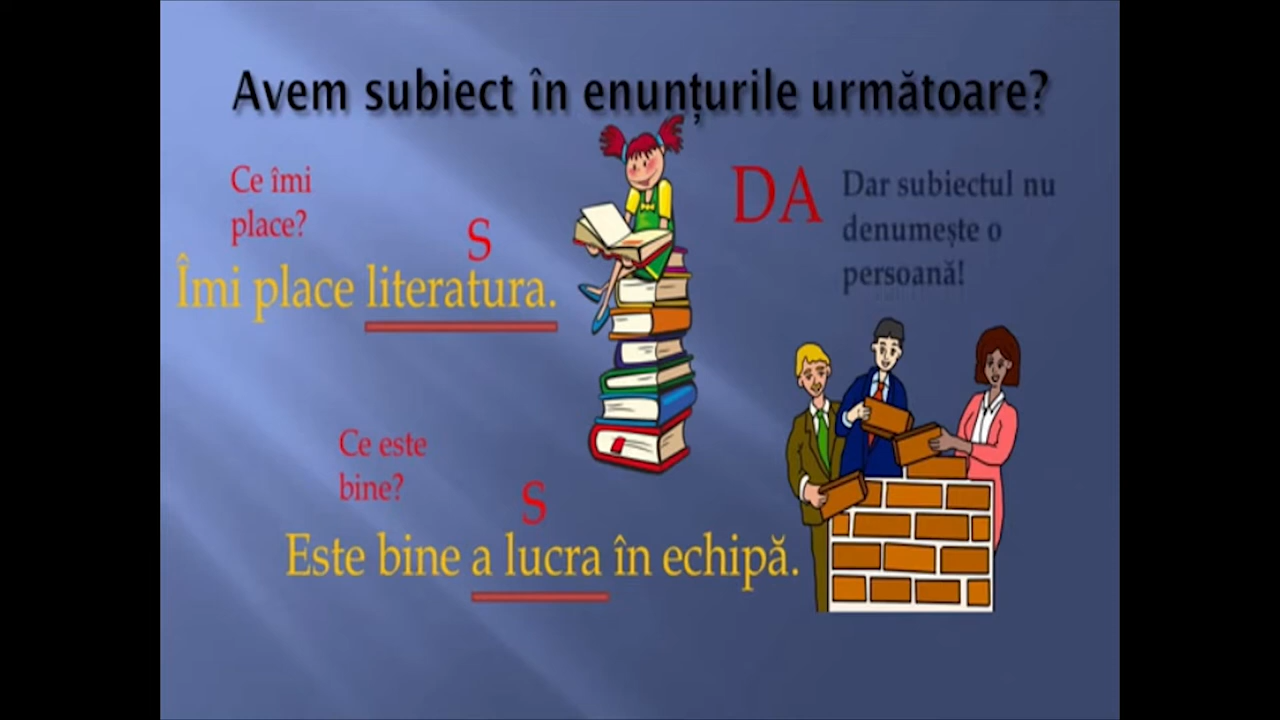 Avem subiect în enunțurile următoare?
Ce îmi
place?
S
Îmi place literatura.
DA
Dar subiectul nu
denumește o
persoană!
Ce este
bine?
S
Este bine a lucra în echipă.